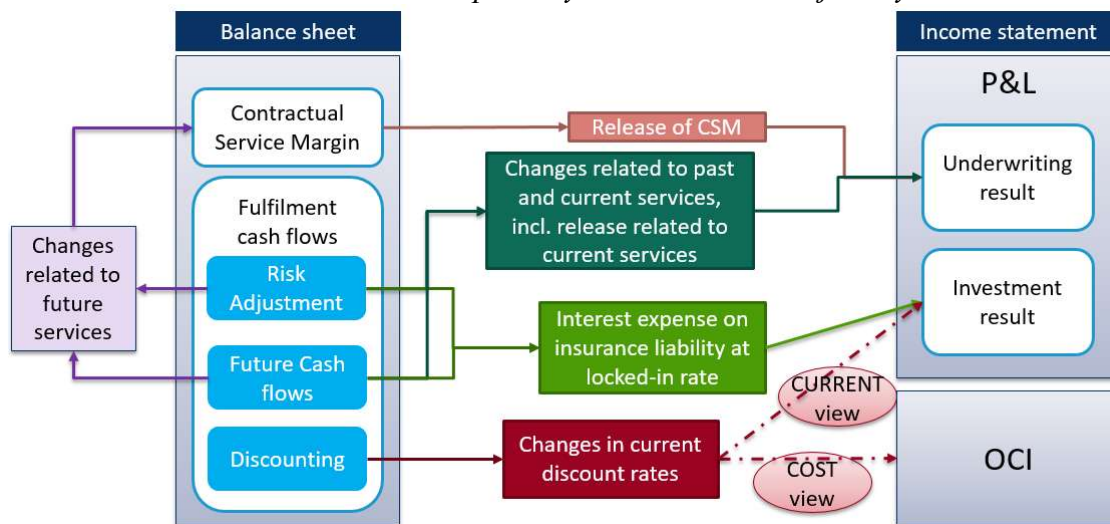 Balance sheet
Income statement
P&L
Contractual
Service Margin
Release of CSM
Underwriting
result
Changes related to past
and current services,
incl. release related to
current services
Fulfilment
cash flows
Changes
related to
future
services
Risk
Adjustment
Investment
result
Interest expense on
insurance liability at
locked-in rate
Future Cash
flows
CURRENT
view
Discounting
Changes in current
discount rates
COST
view
OCI